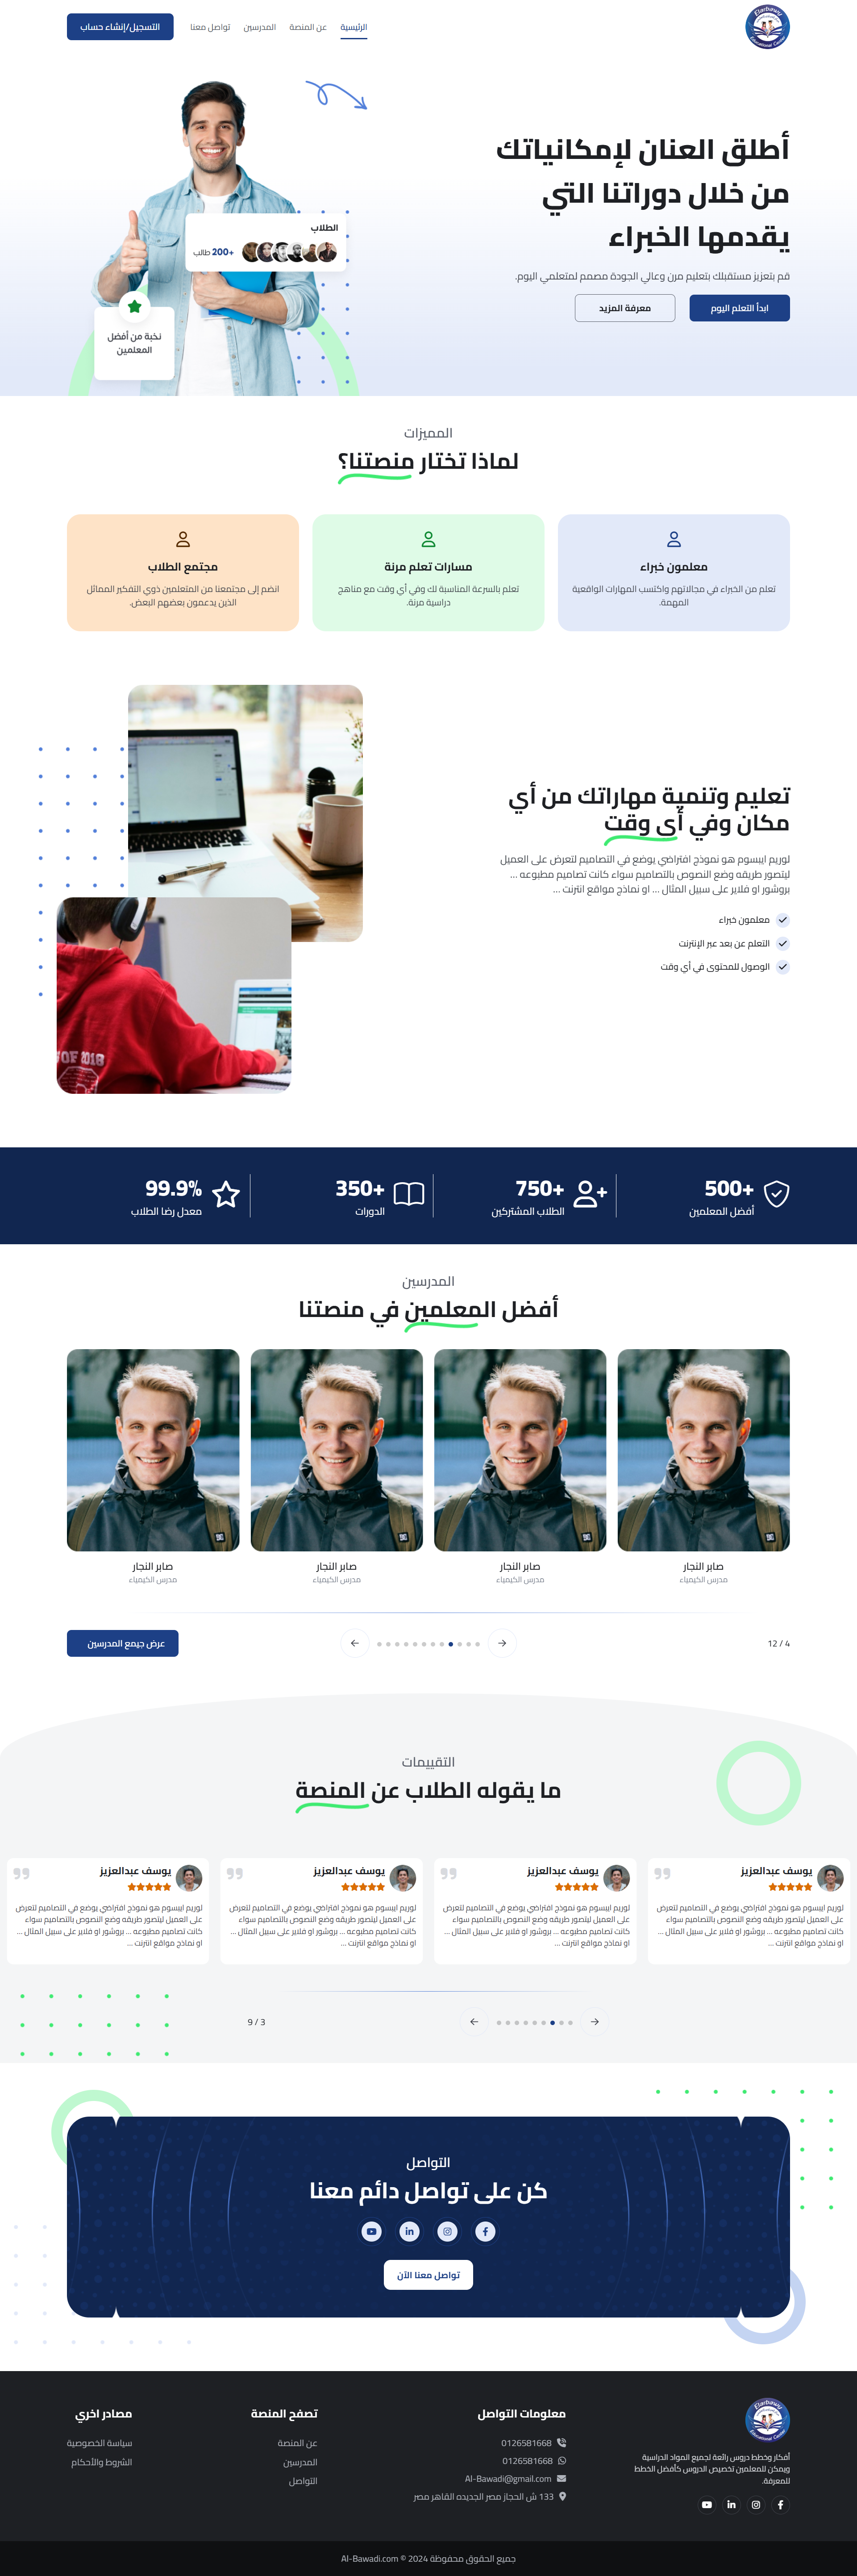 Elarbawy
Educational Center
الرئيسية
عن المنصة
المدرسين
تواصل معنا
التسجيل/إنشاء حساب
أطلق العنان لإمكانياتك
من خلال دوراتنا التي
يقدمها الخبراء
قم بتعزيز مستقبلك بتعليم مرن وعالي الجودة مصمم لمتعلمي اليوم.
ابدأ التعلم اليوم
معرفة المزيد
الطلاب
+200 طالب
نخبة من أفضل
المعلمين
المميزات
لماذا تختار منصتنا؟
معلمون خبراء
تعلم من الخبراء في مجالاتهم واكتسب المهارات الواقعية
المهمة.
مسارات تعلم مرنة
تعلم بالسرعة المناسبة لك وفي أي وقت مع مناهج
دراسية مرنة.
مجتمع الطلاب
انضم إلى مجتمعنا من المتعلمين ذوي التفكير المماثل
الذين يدعمون بعضهم البعض.
تعليم وتنمية مهاراتك من أي
مكان وفي أي وقت
لوريم ايبسوم هو نموذج افتراضي يوضع في التصاميم لتعرض على العميل
ليتصور طريقه وضع النصوص بالتصاميم سواء كانت تصاميم مطبوعه ...
بروشور او فلاير على سبيل المثال ... او نماذج مواقع انترنت ...
معلمون خبراء
التعلم عن بعد عبر الإنترنت
الوصول للمحتوى في أي وقت
OF 2018
+500
أفضل المعلمين
+750
الطلاب المشتركين
+350
الدورات
99.9%
معدل رضا الطلاب
المدرسين
أفضل المعلمين في منصتنا
صابر النجار
مدرس الكيمياء
صابر النجار
مدرس الكيمياء
صابر النجار
مدرس الكيمياء
صابر النجار
مدرس الكيمياء
12 / 4
عرض جيمع المدرسين
التقييمات
ما يقوله الطلاب عن المنصة
يوسف عبدالعزيز
لوريم ايبسوم هو نموذج افتراضي يوضع في التصاميم لتعرض
على العميل ليتصور طريقه وضع النصوص بالتصاميم سواء
كانت تصاميم مطبوعه ... بروشور او فلاير على سبيل المثال ...
او نماذج مواقع انترنت ...
يوسف عبدالعزيز
لوريم ايبسوم هو نموذج افتراضي يوضع في التصاميم لتعرض
على العميل ليتصور طريقه وضع النصوص بالتصاميم سواء
كانت تصاميم مطبوعه ... بروشور او فلاير على سبيل المثال ...
او نماذج مواقع انترنت ...
يوسف عبدالعزيز
لوريم ايبسوم هو نموذج افتراضي يوضع في التصاميم لتعرض
على العميل ليتصور طريقه وضع النصوص بالتصاميم سواء
كانت تصاميم مطبوعه ... بروشور او فلاير على سبيل المثال ...
او نماذج مواقع انترنت ...
يوسف عبدالعزيز
لوريم ايبسوم هو نموذج افتراضي يوضع في التصاميم لتعرض
على العميل ليتصور طريقه وضع النصوص بالتصاميم سواء
كانت تصاميم مطبوعه ... بروشور او فلاير على سبيل المثال ...
او نماذج مواقع انترنت ...
9 / 3
التواصل
كن على تواصل دائم معنا
تواصل معنا الآن
Elarbawy
Educational Center
أفكار وخطط دروس رائعة لجميع المواد الدراسية
ويمكن للمعلمين تخصيص الدروس كأفضل الخطط
للمعرفة.
معلومات التواصل
0126581668
0126581668
Al-Bawadi@gmail.com
133 ش الحجاز مصر الجديده القاهر مصر
تصفح المنصة
عن المنصة
المدرسين
التواصل
مصادر اخري
سياسة الخصوصية
الشروط والأحكام
جميع الحقوق محفوظة Al-Bawadi.com © 2024